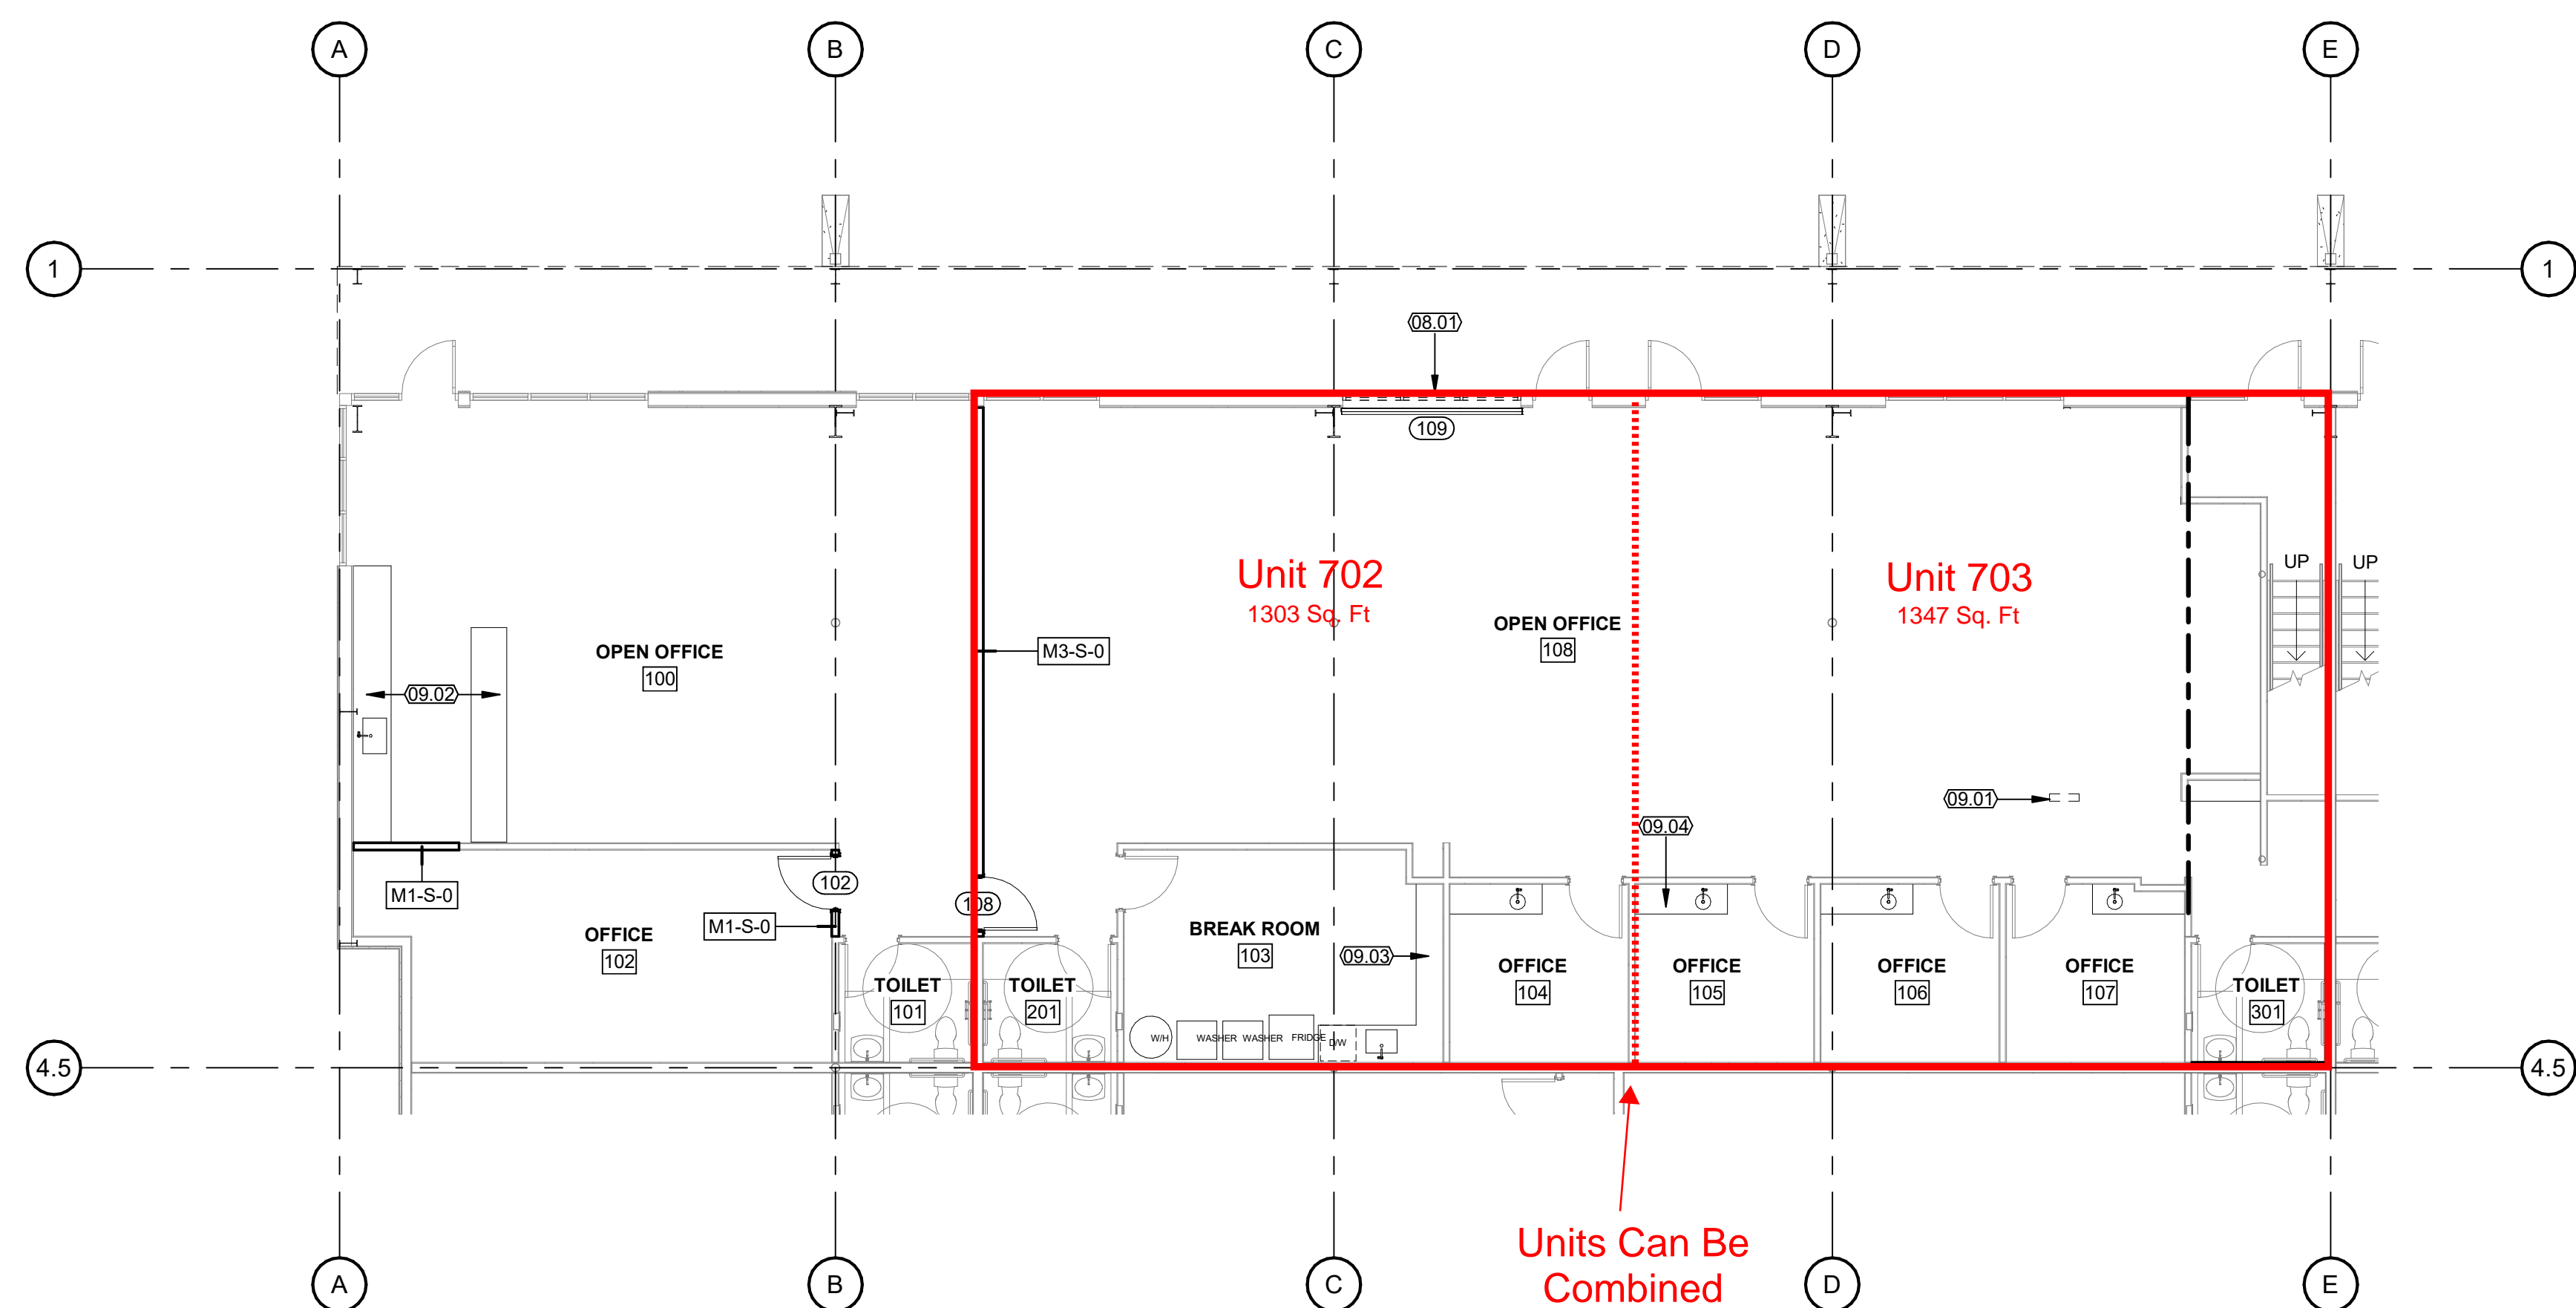 A
B
C
D
E
1
1
08.01
109
Unit 702
1303 Sq. Ft
Unit 703
1347 Sq. Ft
UP
UP
OPEN OFFICE
108
OPEN OFFICE
100
M3-S-0
09.02
09.01
09.04
M1-S-0
102
108
M1-S-0
OFFICE
102
BREAK ROOM
103
09.03
OFFICE
104
OFFICE
105
OFFICE
106
OFFICE
107
TOILET
101
TOILET
201
TOILET
301
W/H
WASHER
WASHER
FRIDGE
D/W
4.5
4.5
Units Can Be
Combined
A
B
C
D
E